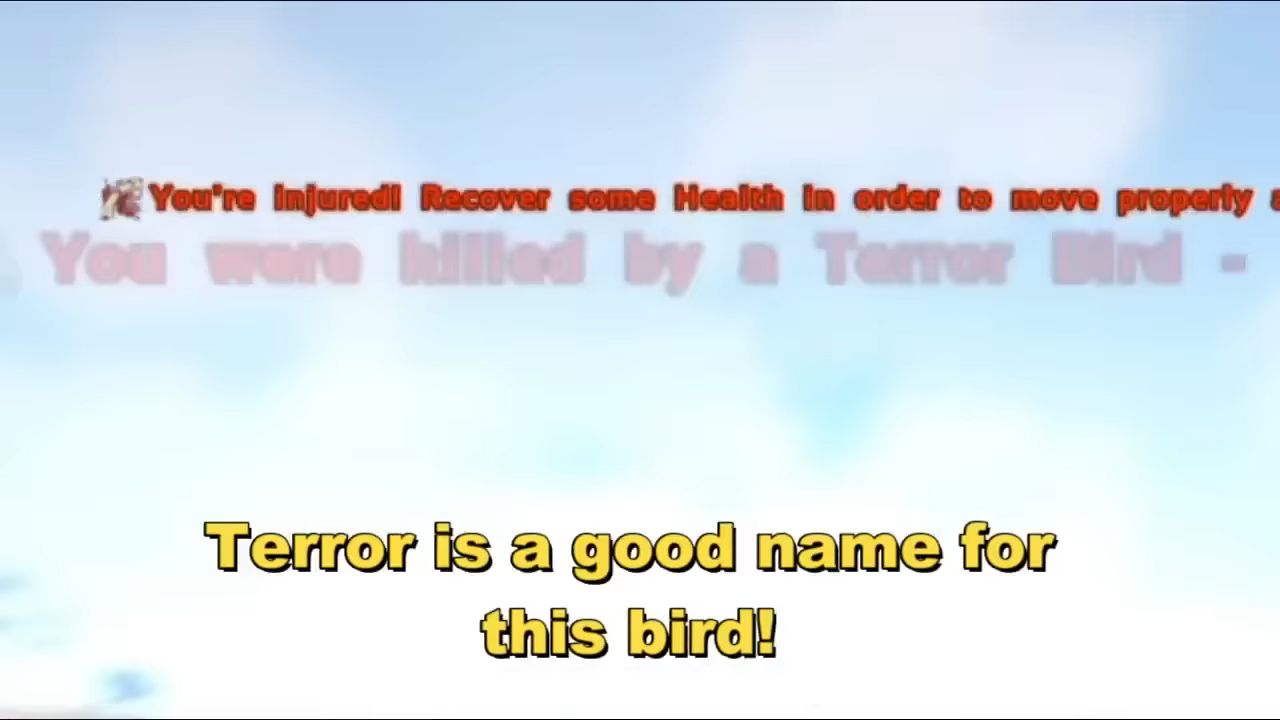 You're injured! Recover some Health in order to move properly
You were killed by a Terror Bird -
Terror is a good name for
this bird!